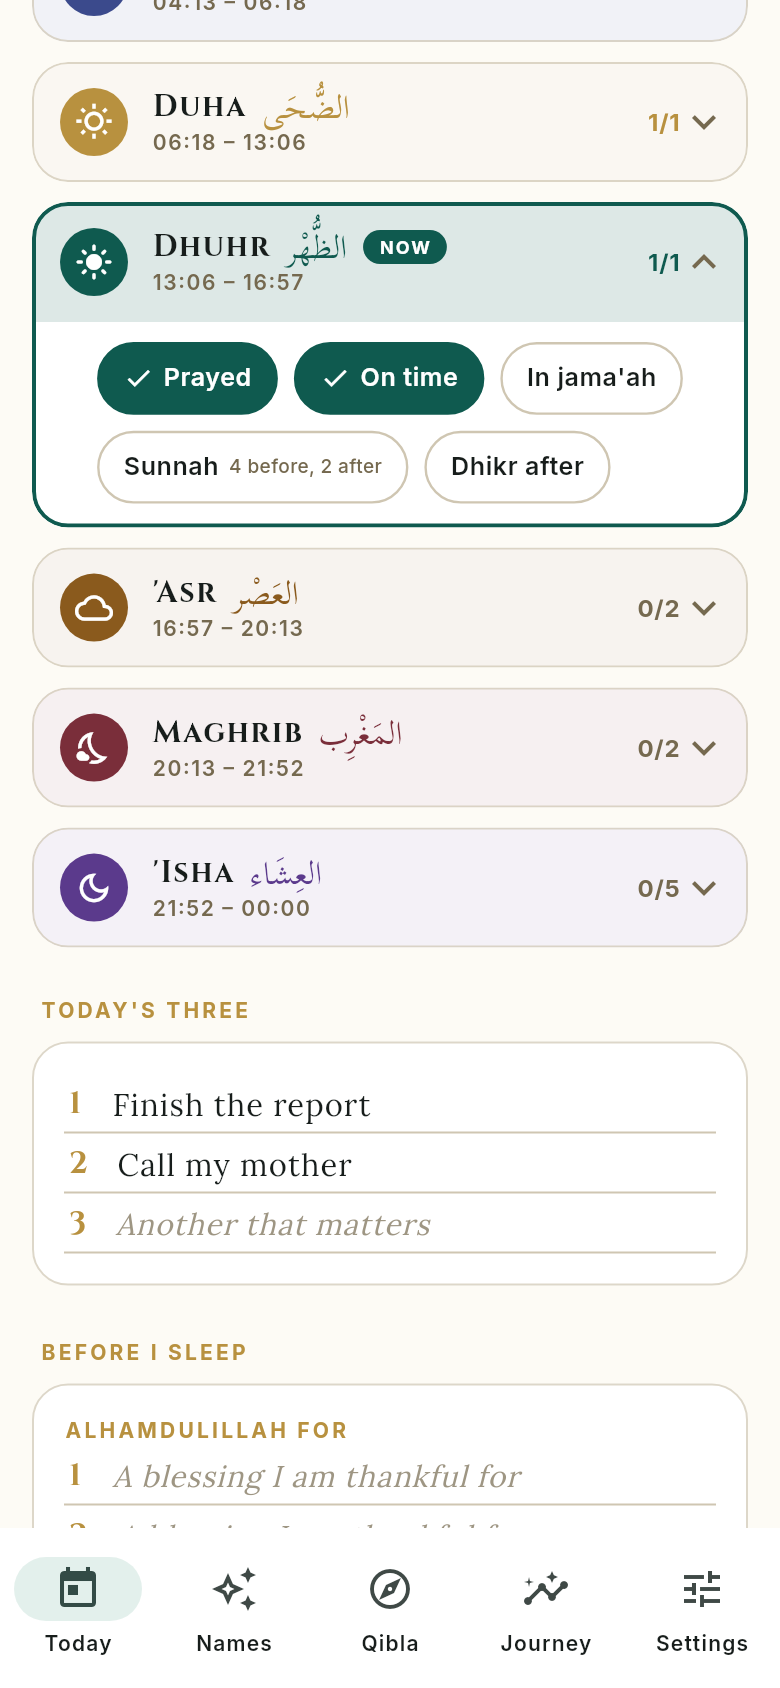 04:13 – 06:18
DUHA الضُّحَى
06:18 – 13:06
1/1
DHUHR الظُّهْر NOW
13:06 – 16:57
1/1
Prayed On time In jama'ah
Sunnah 4 before, 2 after Dhikr after
'ASR العَصْر
16:57 – 20:13
0/2
MAGHRIB المَغْرِب
20:13 – 21:52
0/2
'ISHA العِشَاء
21:52 – 00:00
0/5
TODAY'S THREE
1 Finish the report
2 Call my mother
3 Another that matters
BEFORE I SLEEP
ALHAMDULILLAH FOR
1 A blessing I am thankful for
Today Names Qibla Journey Settings